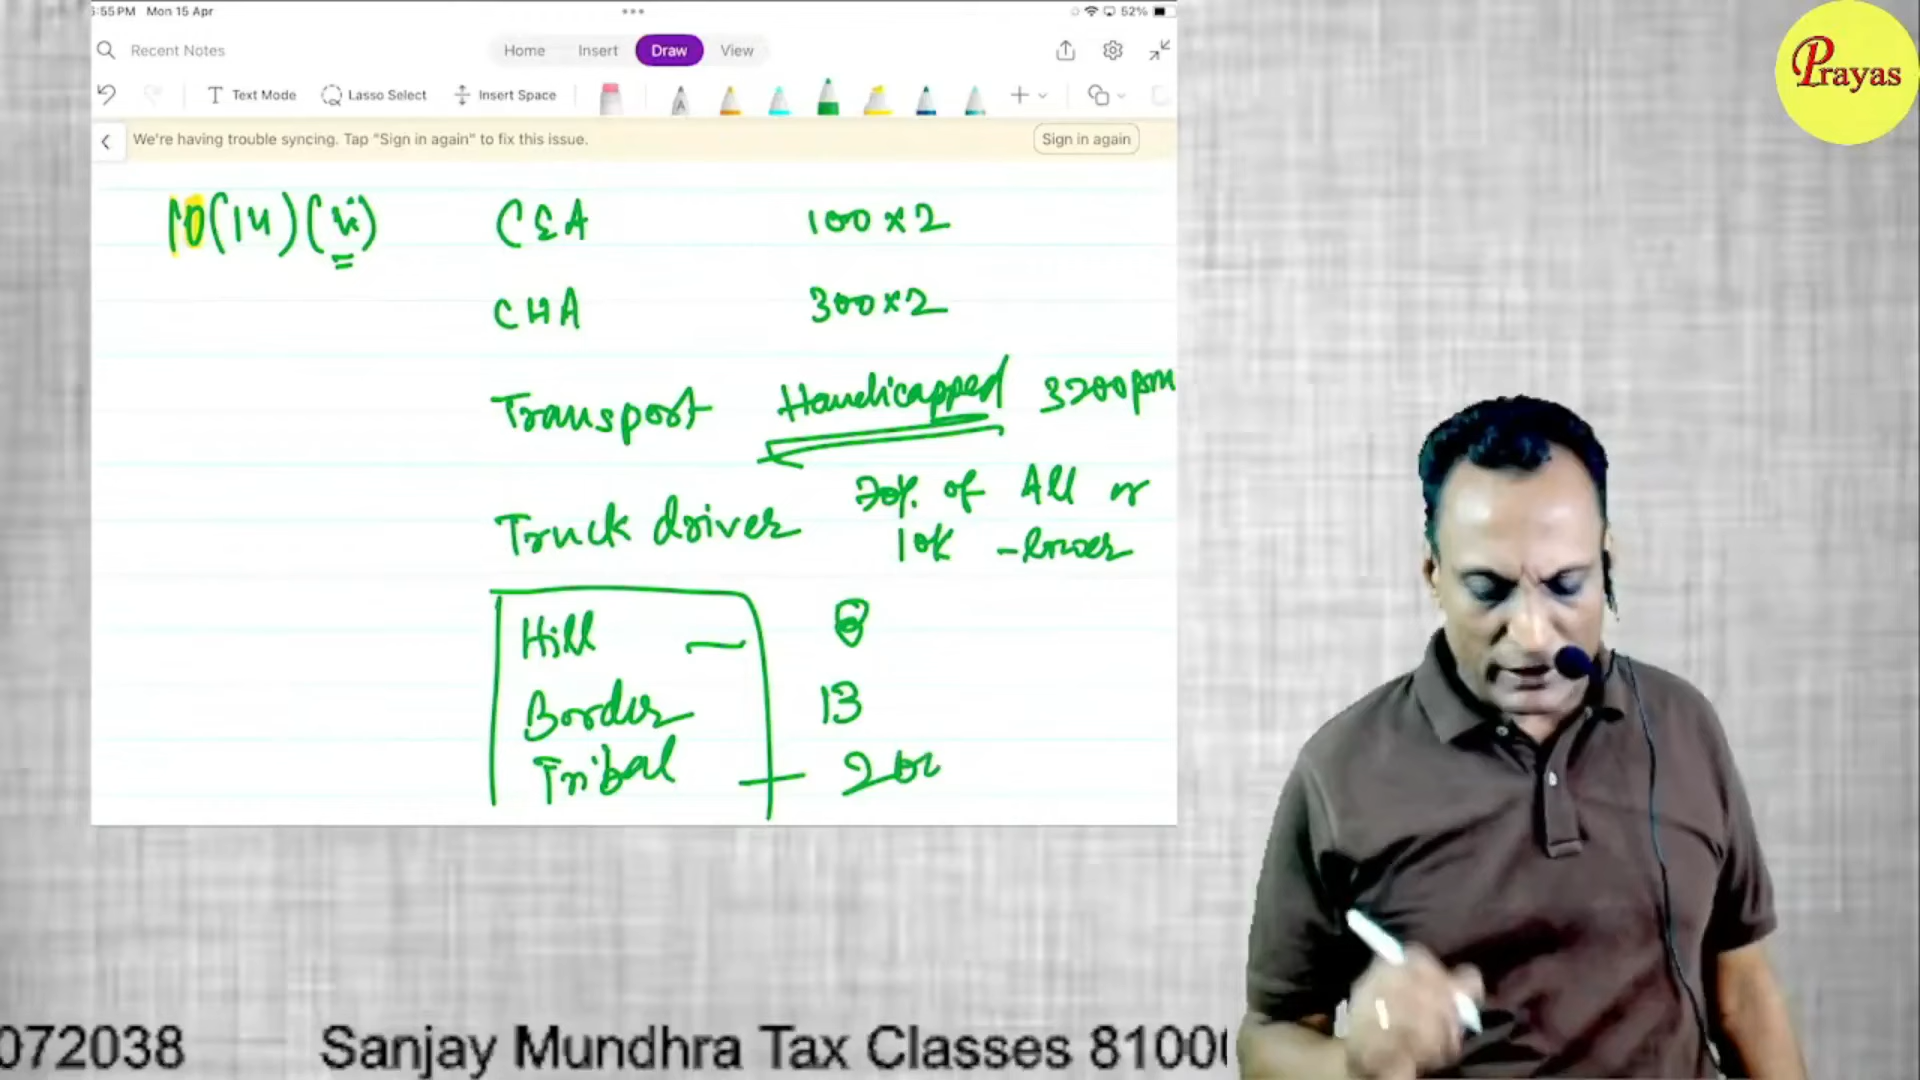 :55 PM Mon 15 Apr
52%
Prayas
Recent Notes
Home Insert Draw View
Text Mode Lasso Select Insert Space
We're having trouble syncing. Tap "Sign in again" to fix this issue.
Sign in again
10(14)(ii) CEA 100×2
CHA 300×2
Transport Handicapped 3200pm
Truck driver 70% of All or
10K - lower
Hill —
Border 13
Tribal — 200
072038 Sanjay Mundhra Tax Classes 8100